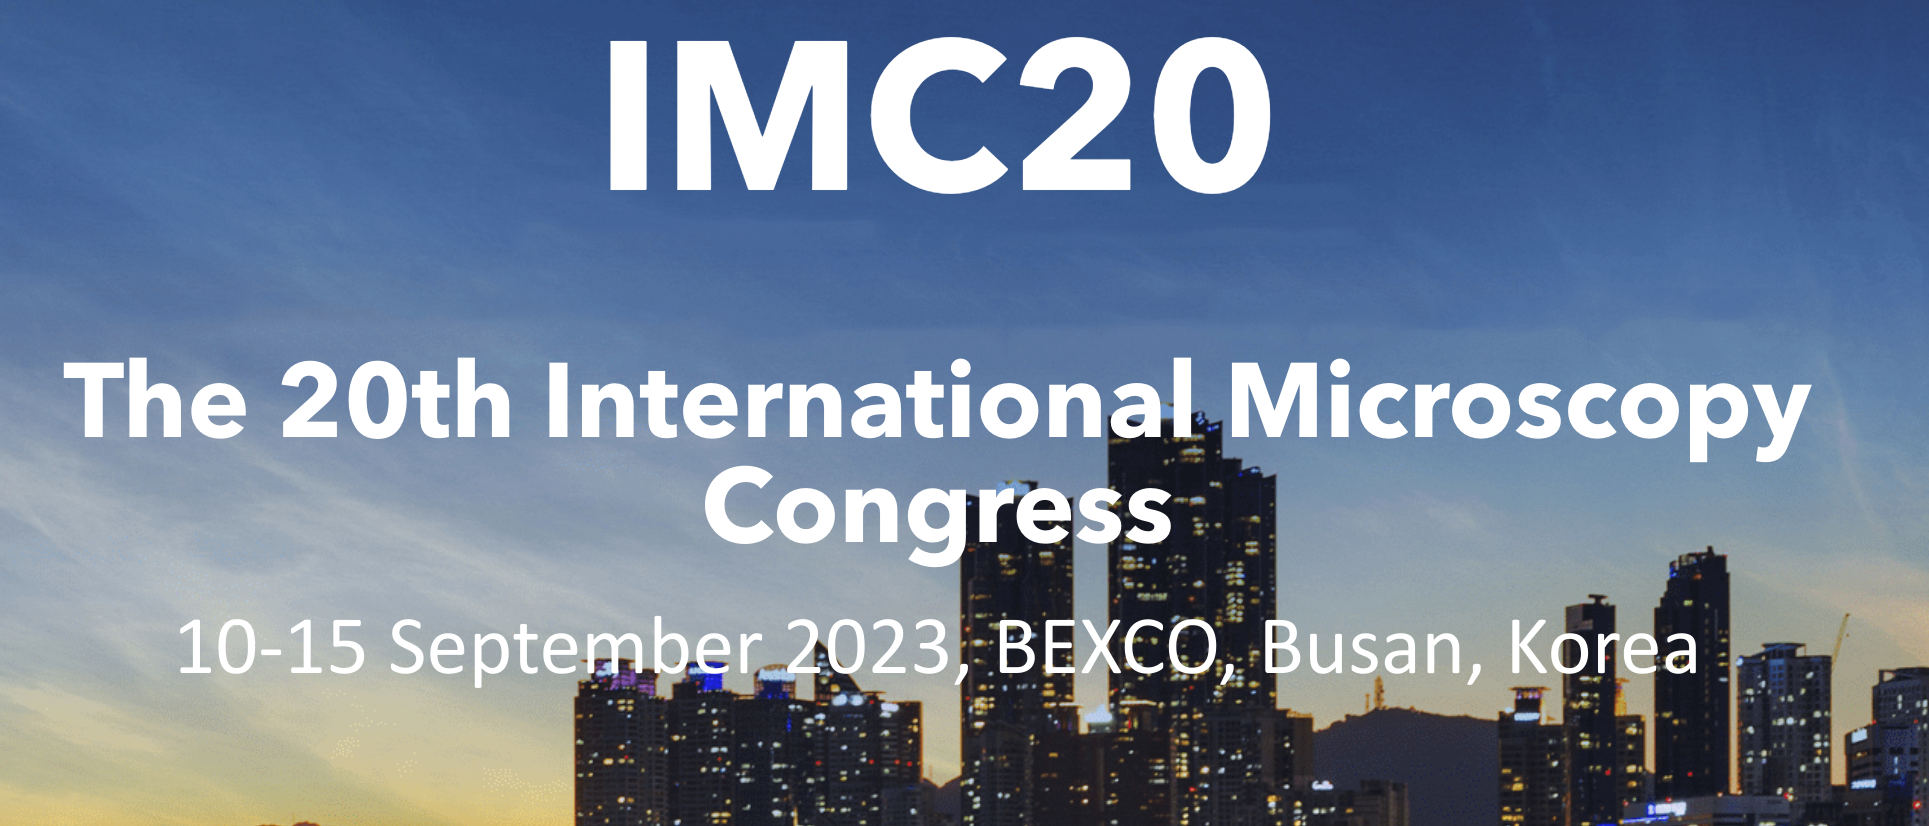 IMC20
The 20th International Microscopy
Congress
10-15 September 2023, BEXCO, Busan, Korea